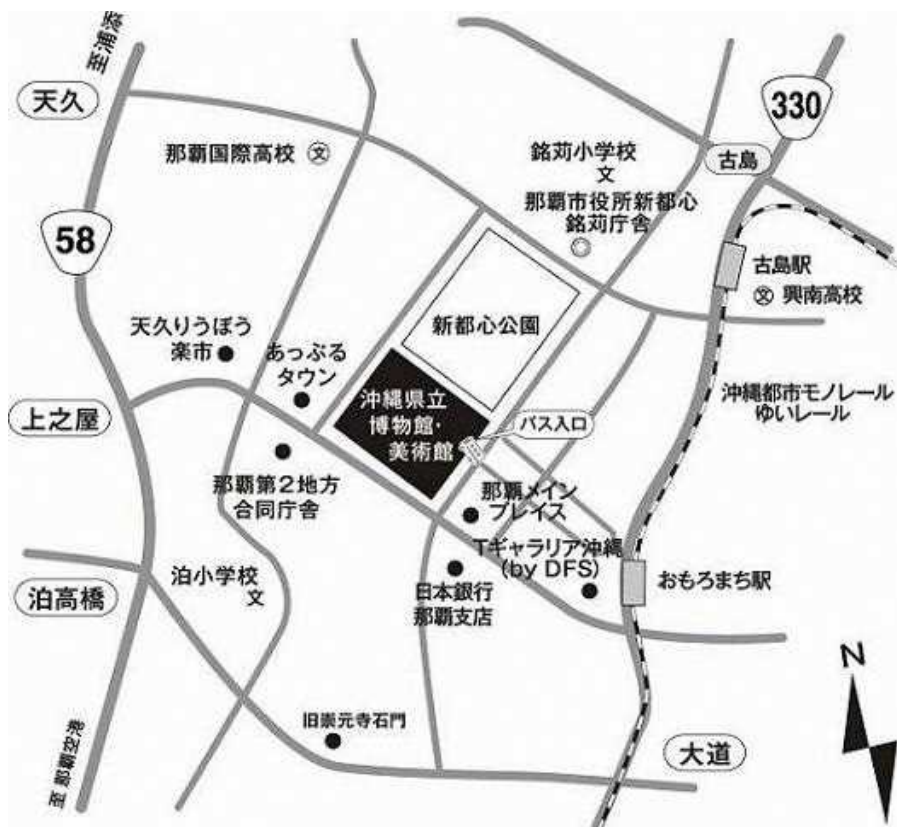 至浦添
天久
330
那覇国際高校 文
銘苅小学校
文
古島
那覇市役所新都心
銘苅庁舎
58
古島駅
文 興南高校
新都心公園
天久りうぼう
楽市
あっぷる
タウン
沖縄都市モノレール
ゆいレール
沖縄県立
博物館・
美術館
バス入口
上之屋
那覇第2地方
合同庁舎
那覇メイン
プレイス
Tギャラリア沖縄
(by DFS)
おもろまち駅
泊小学校
文
日本銀行
那覇支店
泊高橋
N
旧崇元寺石門
大道
至 那覇空港